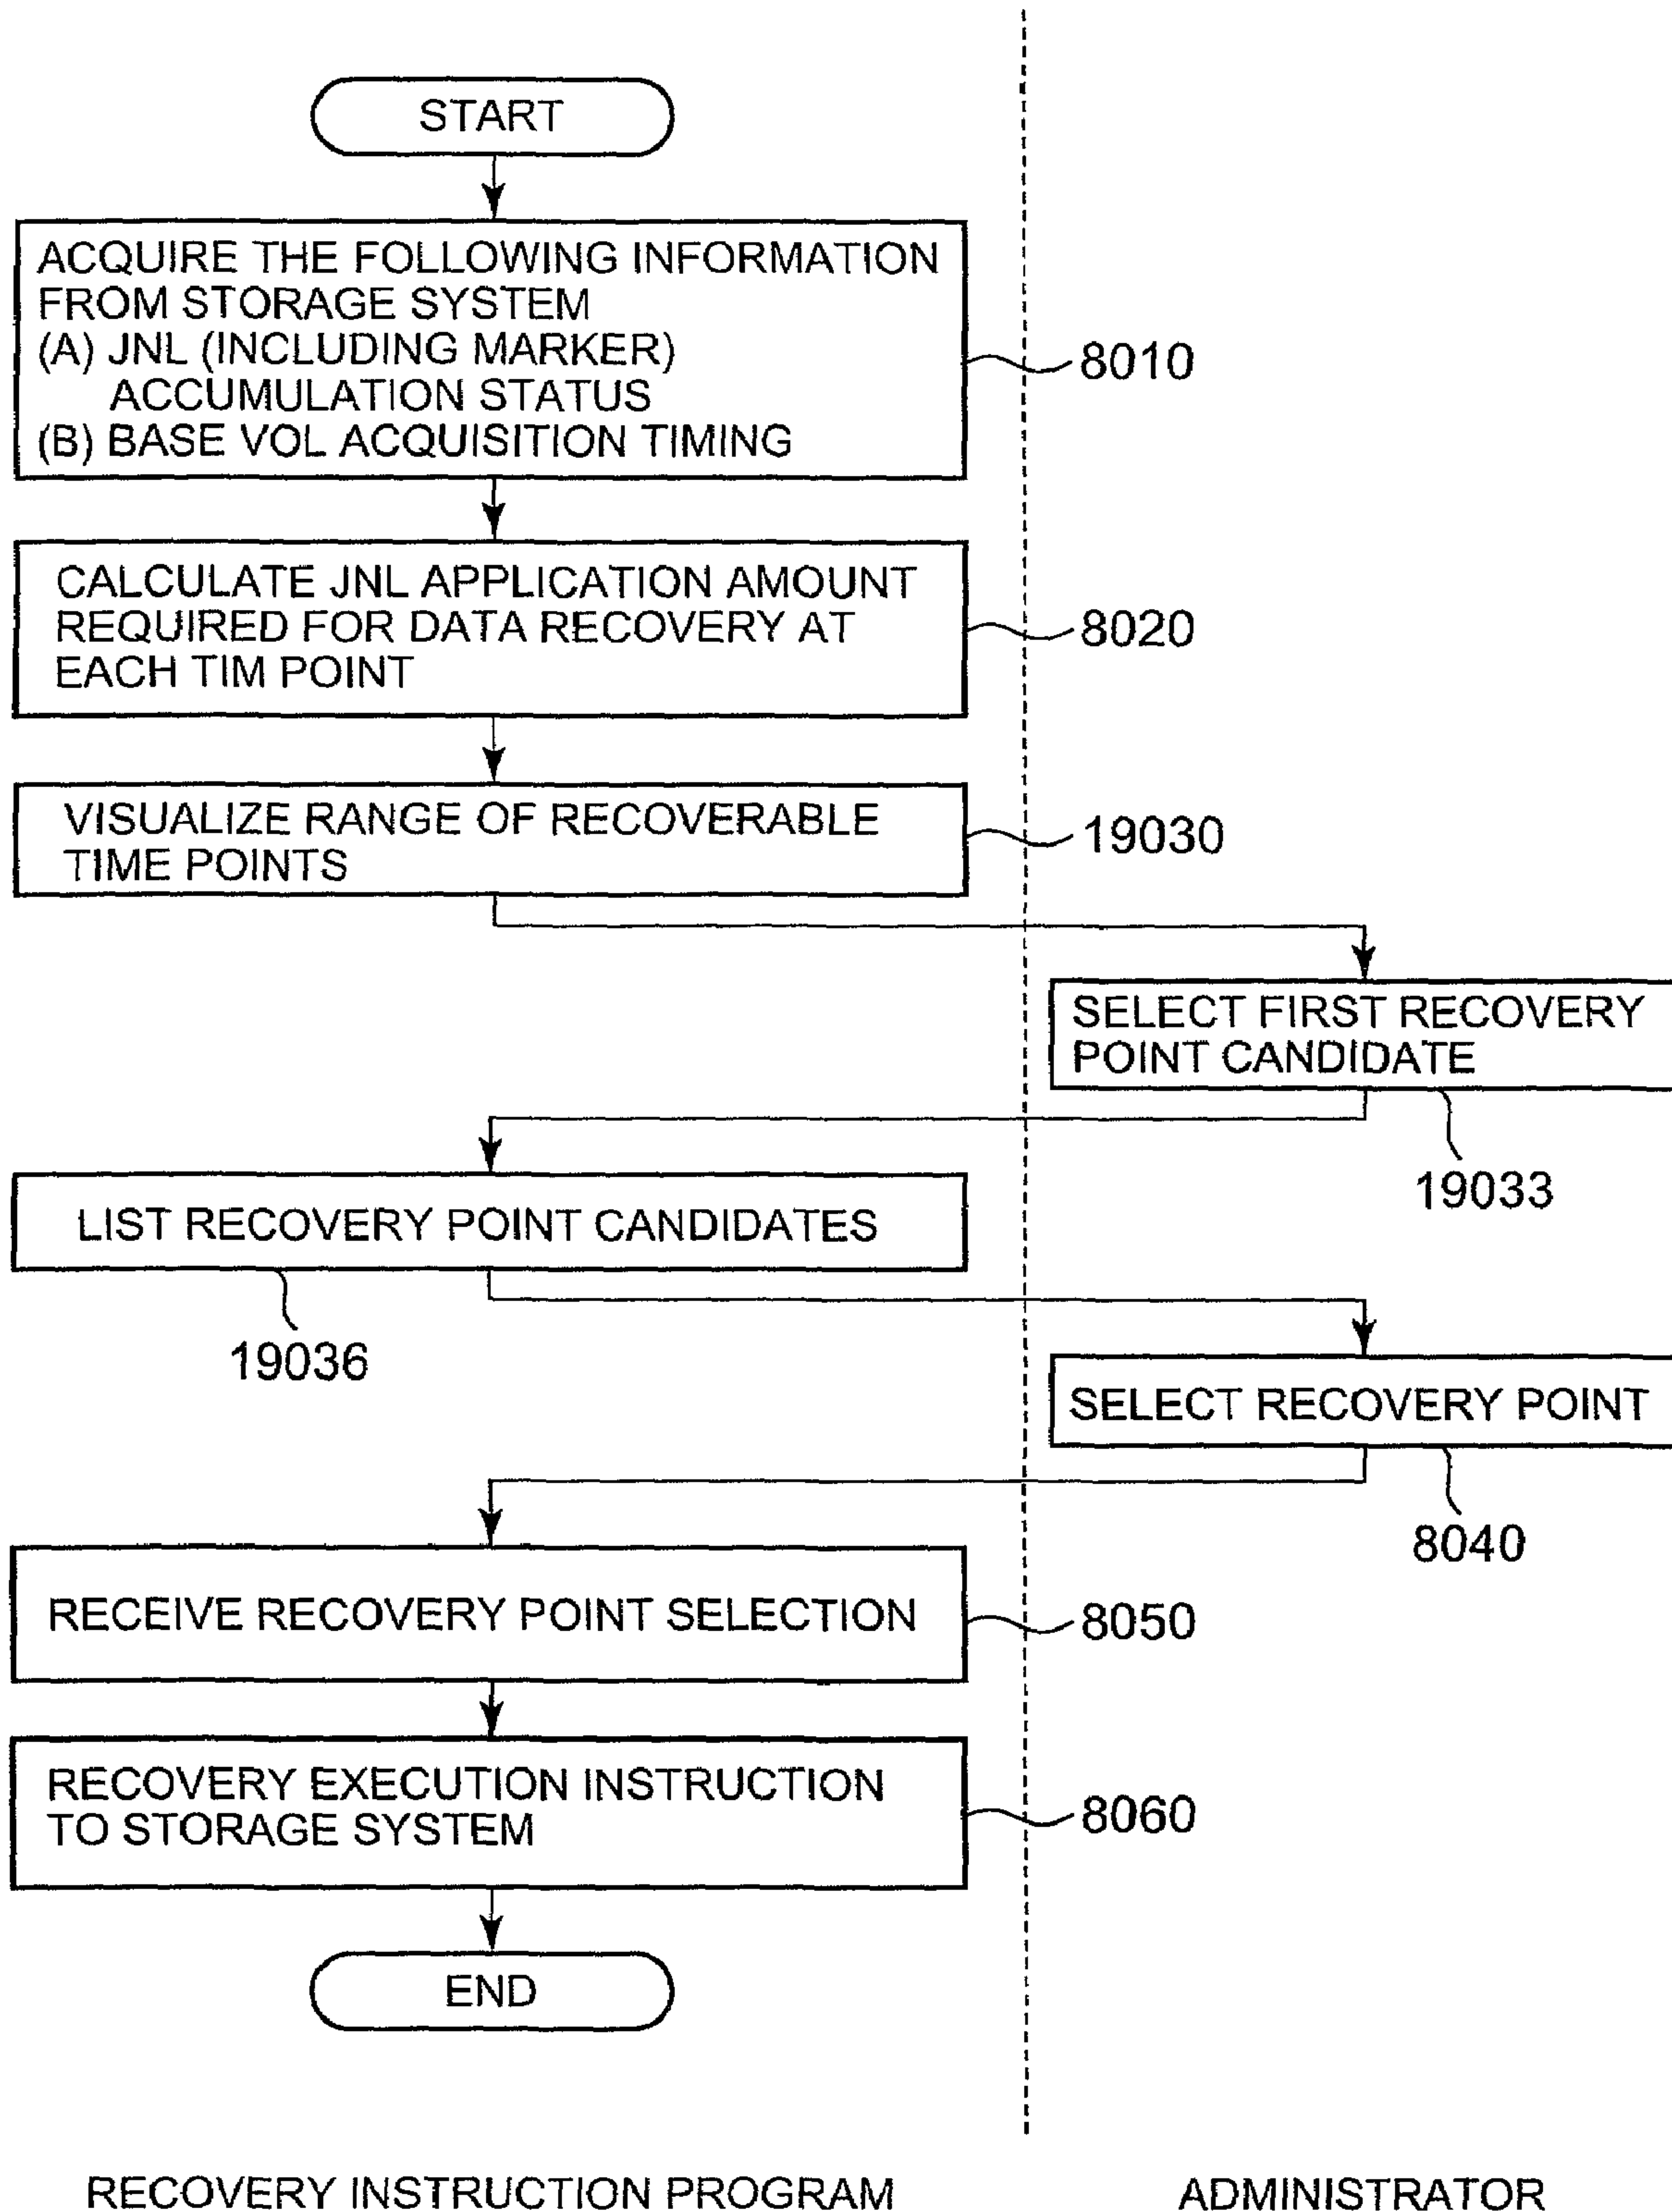 START
ACQUIRE THE FOLLOWING INFORMATION
FROM STORAGE SYSTEM
(A) JNL (INCLUDING MARKER)
ACCUMULATION STATUS
(B) BASE VOL ACQUISITION TIMING
8010
CALCULATE JNL APPLICATION AMOUNT
REQUIRED FOR DATA RECOVERY AT
EACH TIM POINT
8020
VISUALIZE RANGE OF RECOVERABLE
TIME POINTS
19030
SELECT FIRST RECOVERY
POINT CANDIDATE
19033
LIST RECOVERY POINT CANDIDATES
19036
SELECT RECOVERY POINT
8040
RECEIVE RECOVERY POINT SELECTION
8050
RECOVERY EXECUTION INSTRUCTION
TO STORAGE SYSTEM
8060
END
RECOVERY INSTRUCTION PROGRAM
ADMINISTRATOR